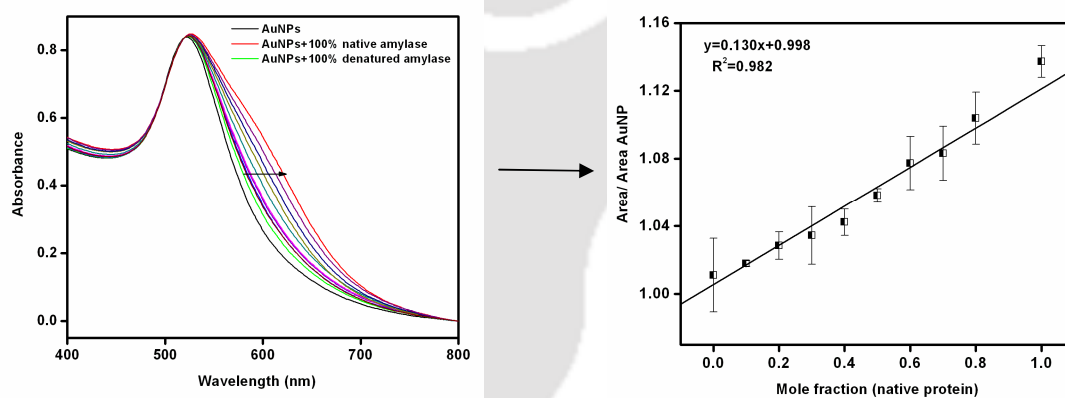 AuNPs
AuNPs+100% native amylase
AuNPs+100% denatured amylase
0.8
0.6
0.4
0.2
0.0
400
500
600
700
800
Absorbance
Wavelength (nm)
y=0.130x+0.998
R²=0.982
1.16
1.12
1.08
1.04
1.00
0.0
0.2
0.4
0.6
0.8
1.0
Area/ Area AuNP
Mole fraction (native protein)